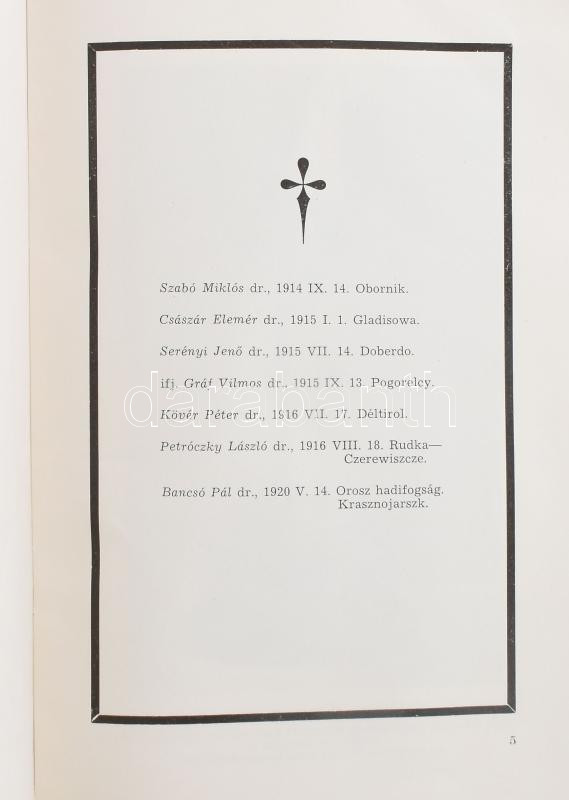 Szabó Miklós dr., 1914 IX. 14. Obornik.
Császár Elemér dr., 1915 I. 1. Gladisowa.
Serényi Jenő dr., 1915 VII. 14. Doberdo.
ifj. Gráf Vilmos dr., 1915 IX. 13. Pogorelcy.
Kövér Péter dr., 1916 VII. 17. Déltirol.
Petróczky László dr., 1916 VIII. 18. Rudka—
Czerewiszcze.
Bancsó Pál dr., 1920 V. 14. Orosz hadifogság.
Krasznojarszk.
darabanth
5